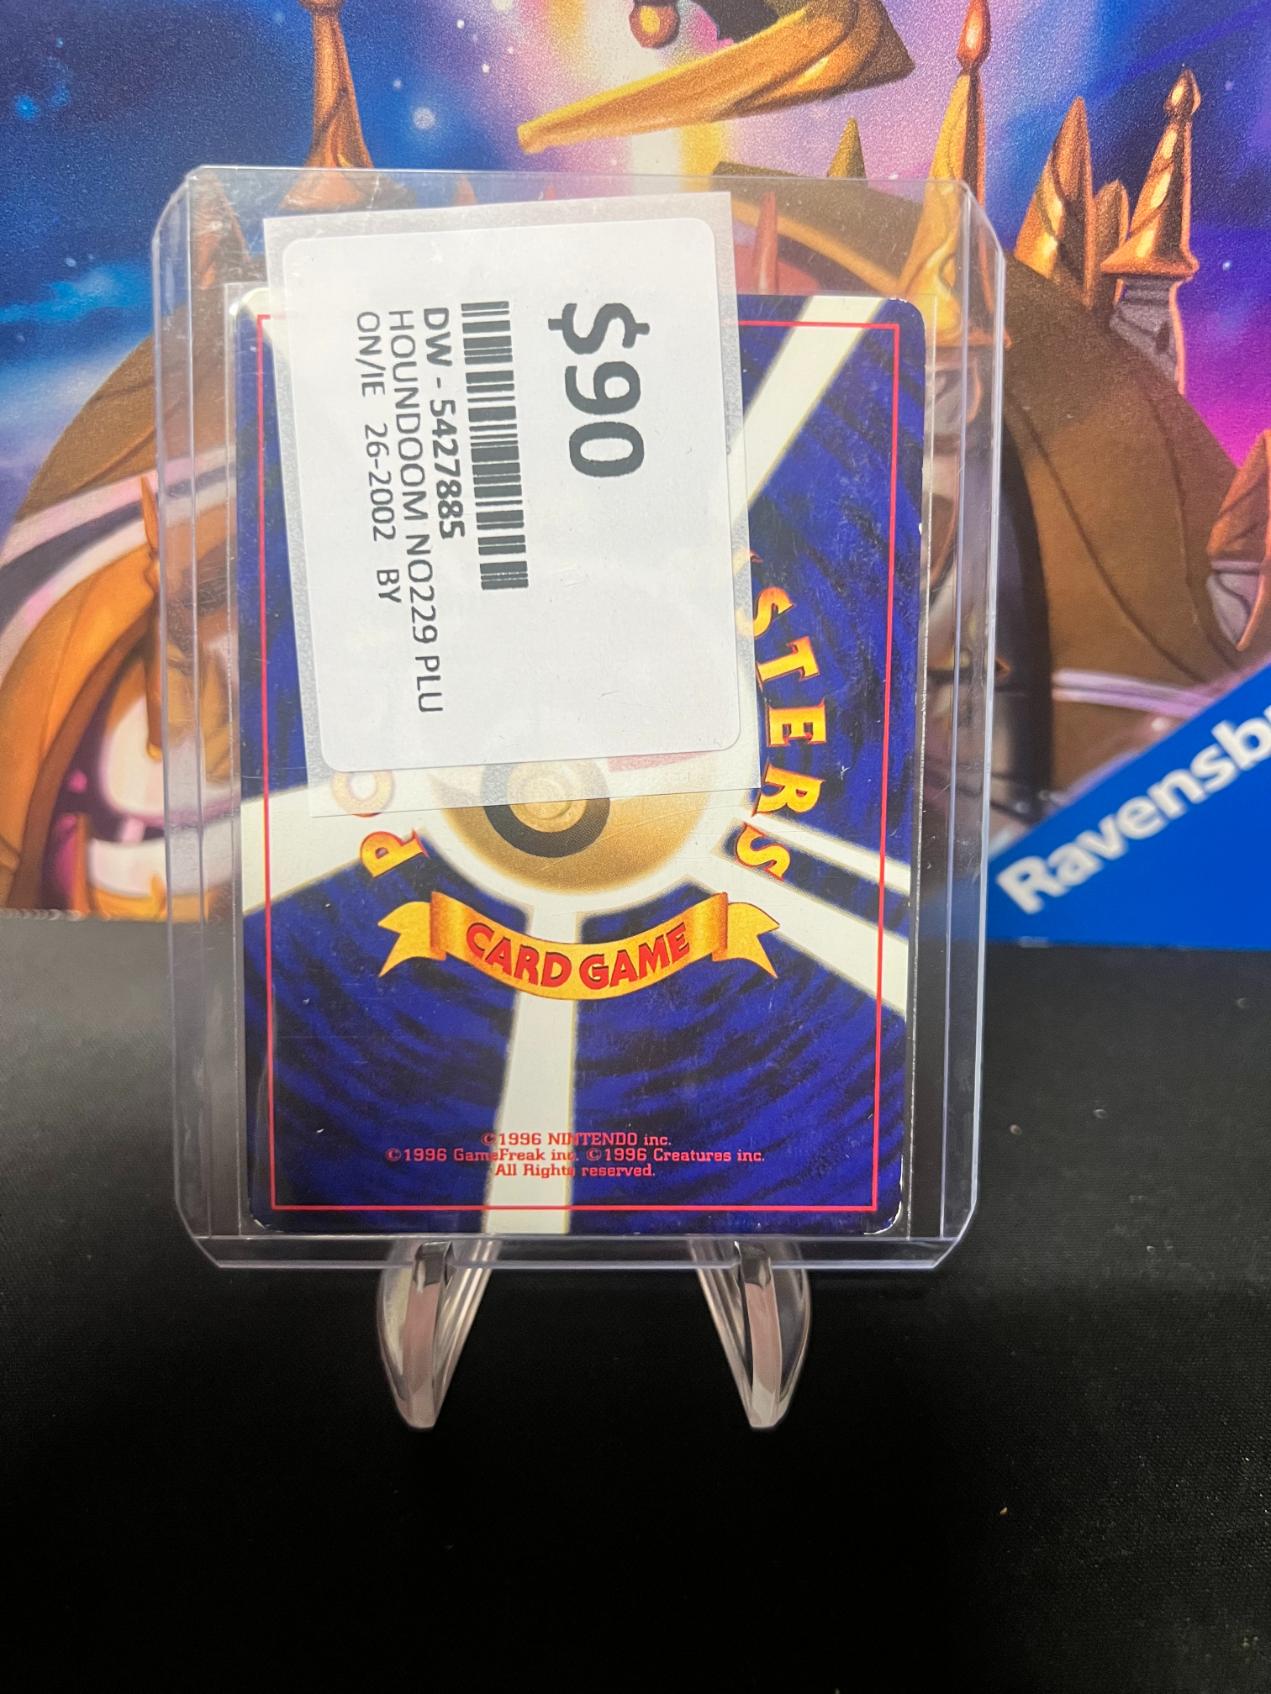 $90
DW - 5427885
HOUNDOOM NO229 PLU
ON/IE 26-2002 BY
STERS
PO
CARD GAME
©1996 NINTENDO inc.
©1996 GameFreak inc. ©1996 Creatures inc.
All Rights reserved.
Ravensb